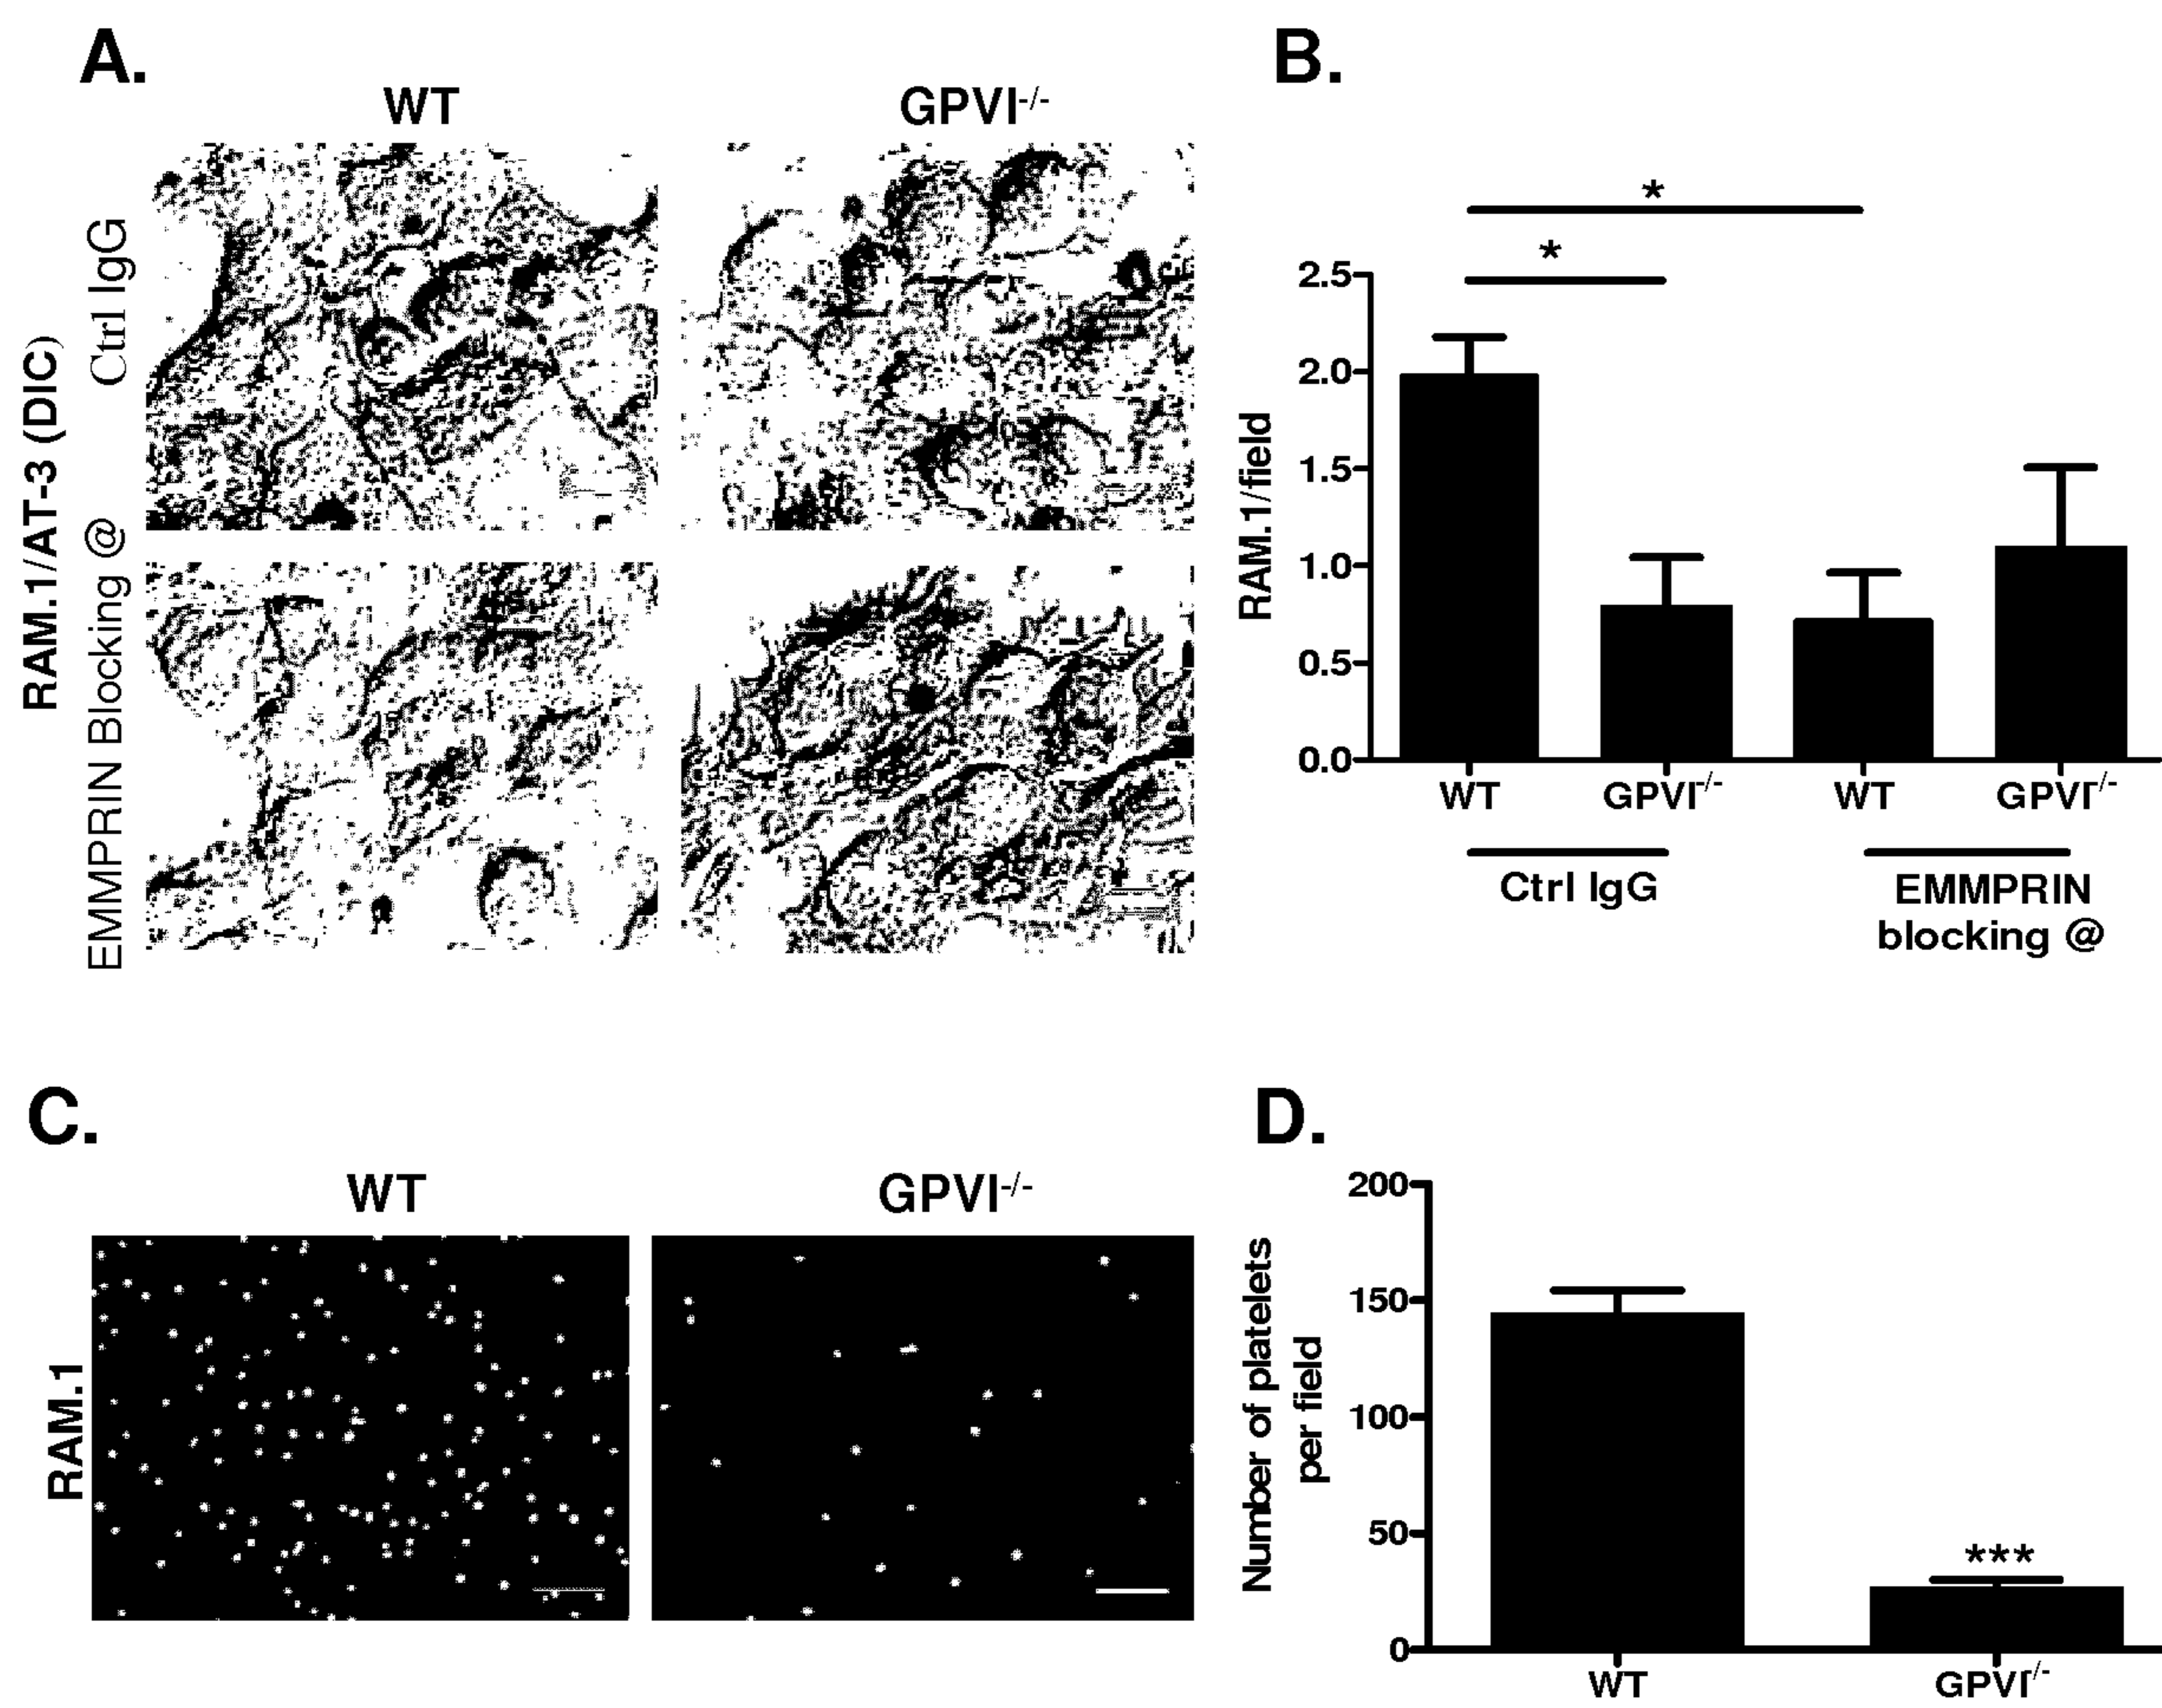 A.
WT
GPVI-/-
RAM.1/AT-3 (DIC)
Ctrl IgG
EMMPRIN Blocking @
B.
*
*
RAM.1/field
2.5
2.0
1.5
1.0
0.5
0.0
WT
GPVI-/-
WT
GPVI-/-
Ctrl IgG
EMMPRIN
blocking @
C.
WT
GPVI-/-
RAM.1
D.
Number of platelets
per field
200
150
100
50
0
***
WT
GPVI-/-